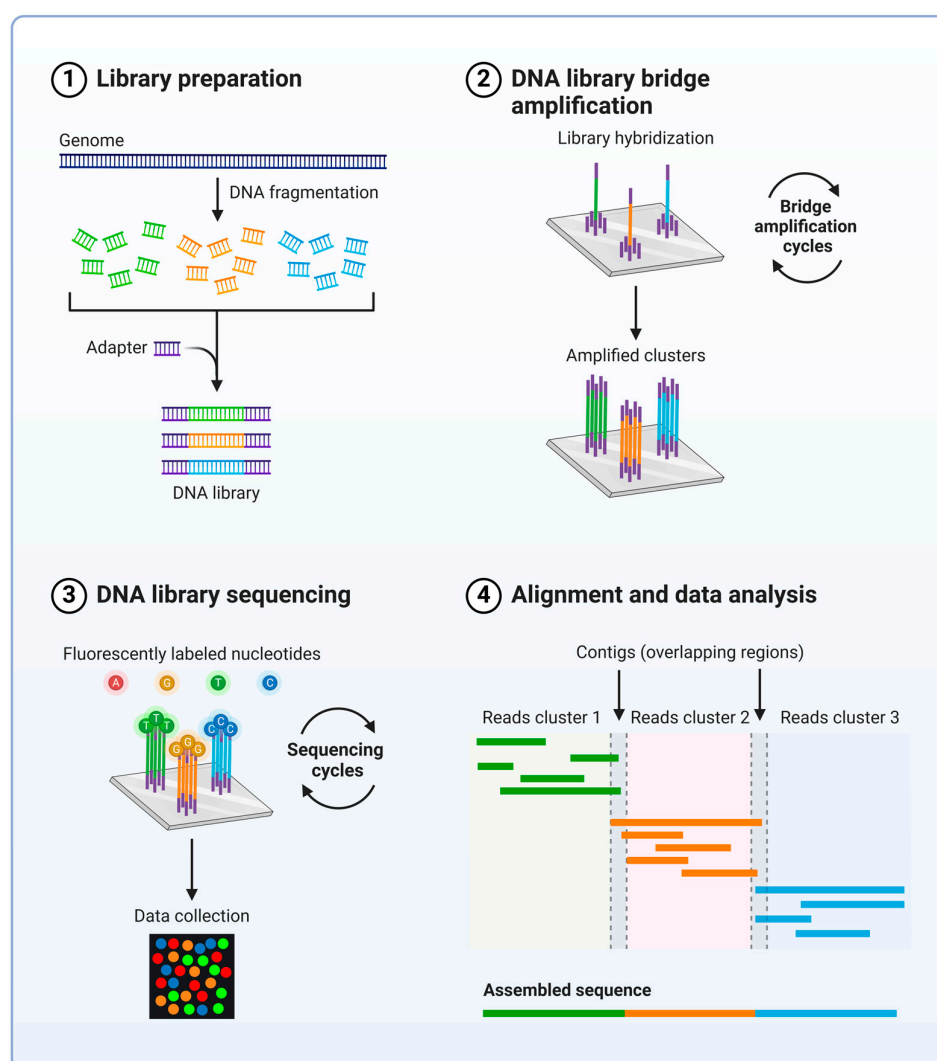 1 Library preparation
Genome
DNA fragmentation
Adapter
DNA library
2 DNA library bridge
amplification
Library hybridization
Bridge
amplification
cycles
Amplified clusters
3 DNA library sequencing
Fluorescently labeled nucleotides
A G T C
T T T
G G G
C C C
Sequencing
cycles
Data collection
4 Alignment and data analysis
Contigs (overlapping regions)
Reads cluster 1 Reads cluster 2 Reads cluster 3
Assembled sequence